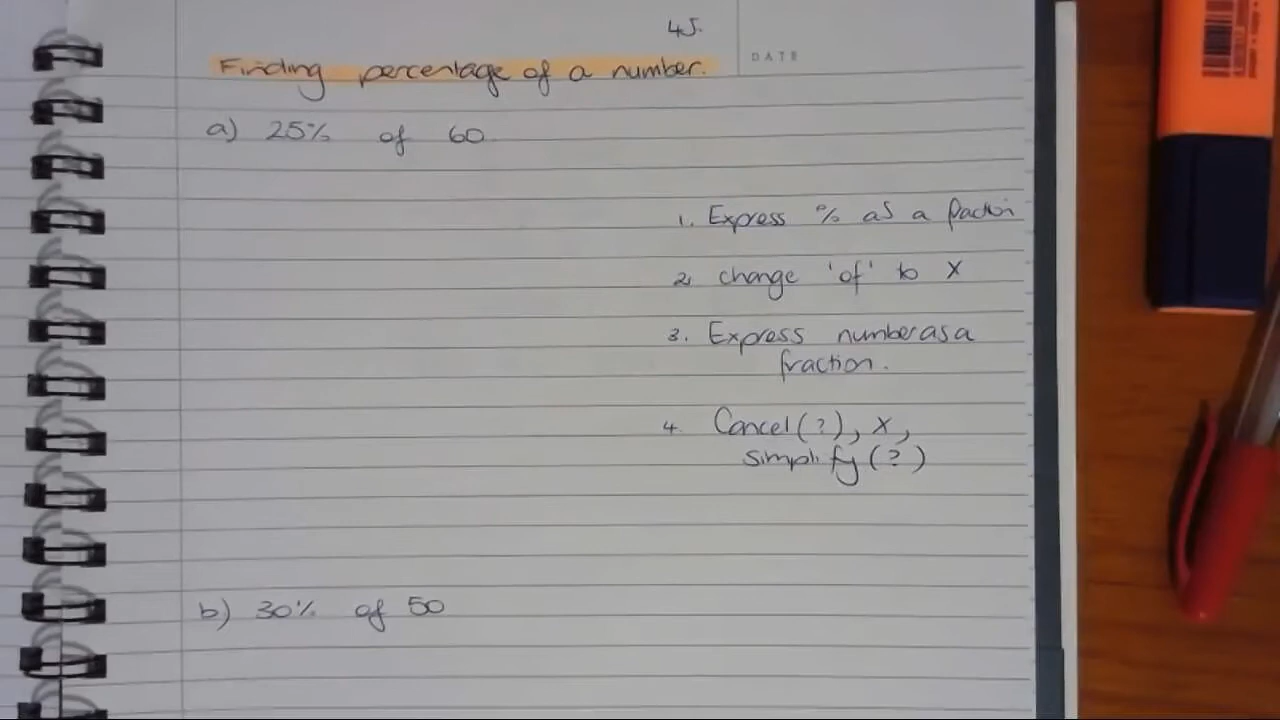 45.
DATE
Finding percentage of a number.
a) 25% of 60
1. Express % as a fraction
2. change 'of' to x
3. Express number as a
fraction.
4. Cancel (?), x,
simplify (?)
b) 30% of 50